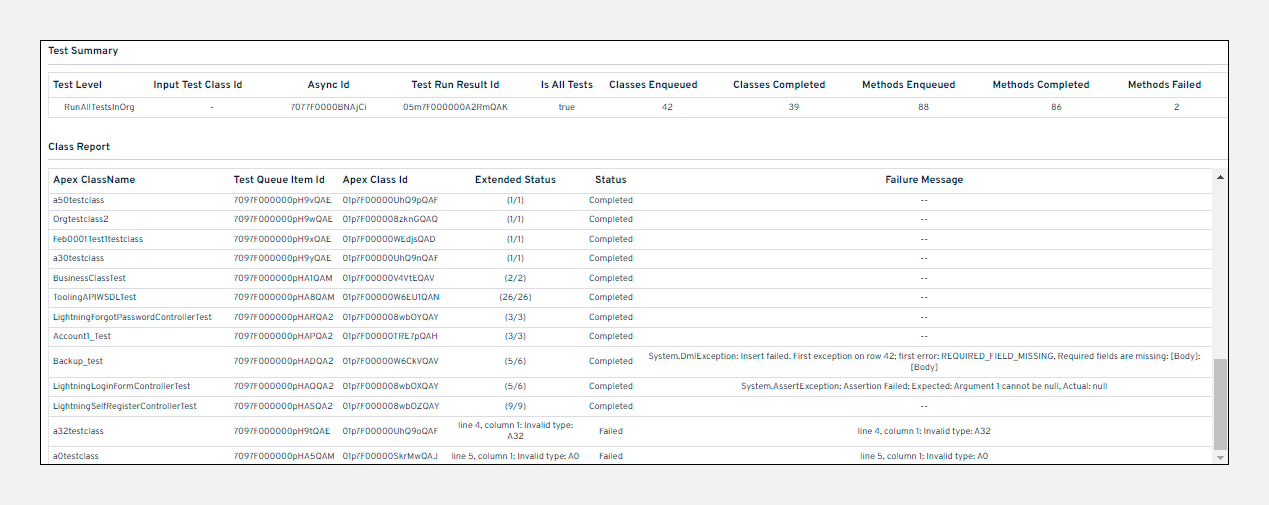 Test Summary
Test Level Input Test Class Id Async Id Test Run Result Id Is All Tests Classes Enqueued Classes Completed Methods Enqueued Methods Completed Methods Failed
RunAllTestsInOrg - 7077F0000BNAjCi 05m7F000000A2RmQAK true 42 39 88 86 2
Class Report
Apex ClassName Test Queue Item Id Apex Class Id Extended Status Status Failure Message
a50testclass 7097F000000pH9vQAE 01p7F00000UhQ9pQAF (1/1) Completed --
Orgtestclass2 7097F000000pH9wQAE 01p7F000008zknGQAQ (1/1) Completed --
Feb0001Test1testclass 7097F000000pH9xQAE 01p7F00000WEdjsQAD (1/1) Completed --
a30testclass 7097F000000pH9yQAE 01p7F00000UhQ9nQAF (1/1) Completed --
BusinessClassTest 7097F000000pHA1QAM 01p7F00000V4VtEQAV (2/2) Completed --
ToolingAPIWSDLTest 7097F000000pHA8QAM 01p7F00000W6EU1QAN (26/26) Completed --
LightningForgotPasswordControllerTest 7097F000000pHARQA2 01p7F000008wbOYQAY (3/3) Completed --
Account1_Test 7097F000000pHAPQA2 01p7F00000TRE7pQAH (3/3) Completed --
Backup_test 7097F000000pHADQA2 01p7F00000W6CkVQAV (5/6) Completed System.DmlException: Insert failed. First exception on row 42; first error: REQUIRED_FIELD_MISSING, Required fields are missing: [Body]:
[Body]
LightningLoginFormControllerTest 7097F000000pHAQQA2 01p7F000008wbOXQAY (5/6) Completed System.AssertException: Assertion Failed: Expected: Argument 1 cannot be null, Actual: null
LightningSelfRegisterControllerTest 7097F000000pHASQA2 01p7F000008wbOZQAY (9/9) Completed --
a32testclass 7097F000000pH9tQAE 01p7F00000UhQ9oQAF line 4, column 1: Invalid type:
A32 Failed line 4, column 1: Invalid type: A32
a0testclass 7097F000000pHA5QAM 01p7F00000SkrMwQAJ line 5, column 1: Invalid type: A0 Failed line 5, column 1: Invalid type: A0